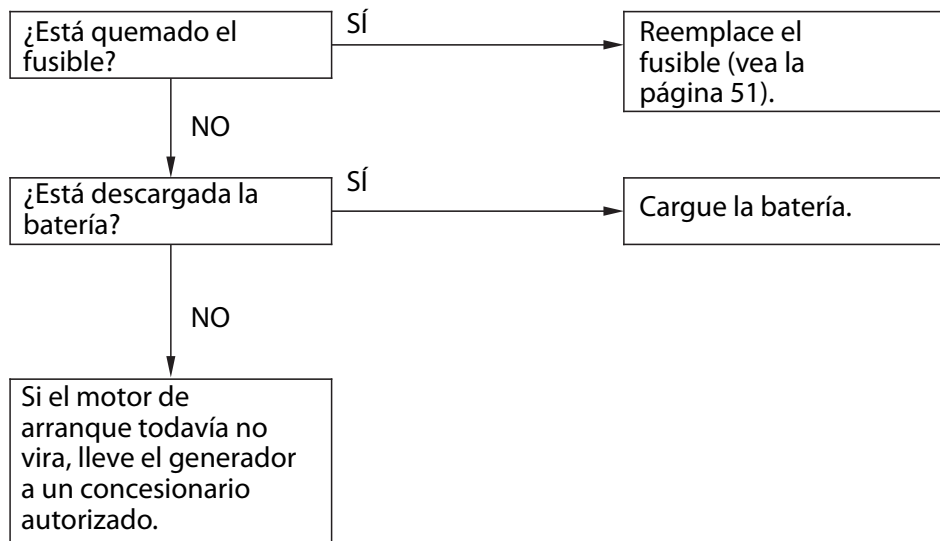 ¿Está quemado el
fusible?
SÍ
Reemplace el
fusible (vea la
página 51).
NO
¿Está descargada la
batería?
SÍ
Cargue la batería.
NO
Si el motor de
arranque todavía no
vira, lleve el generador
a un concesionario
autorizado.